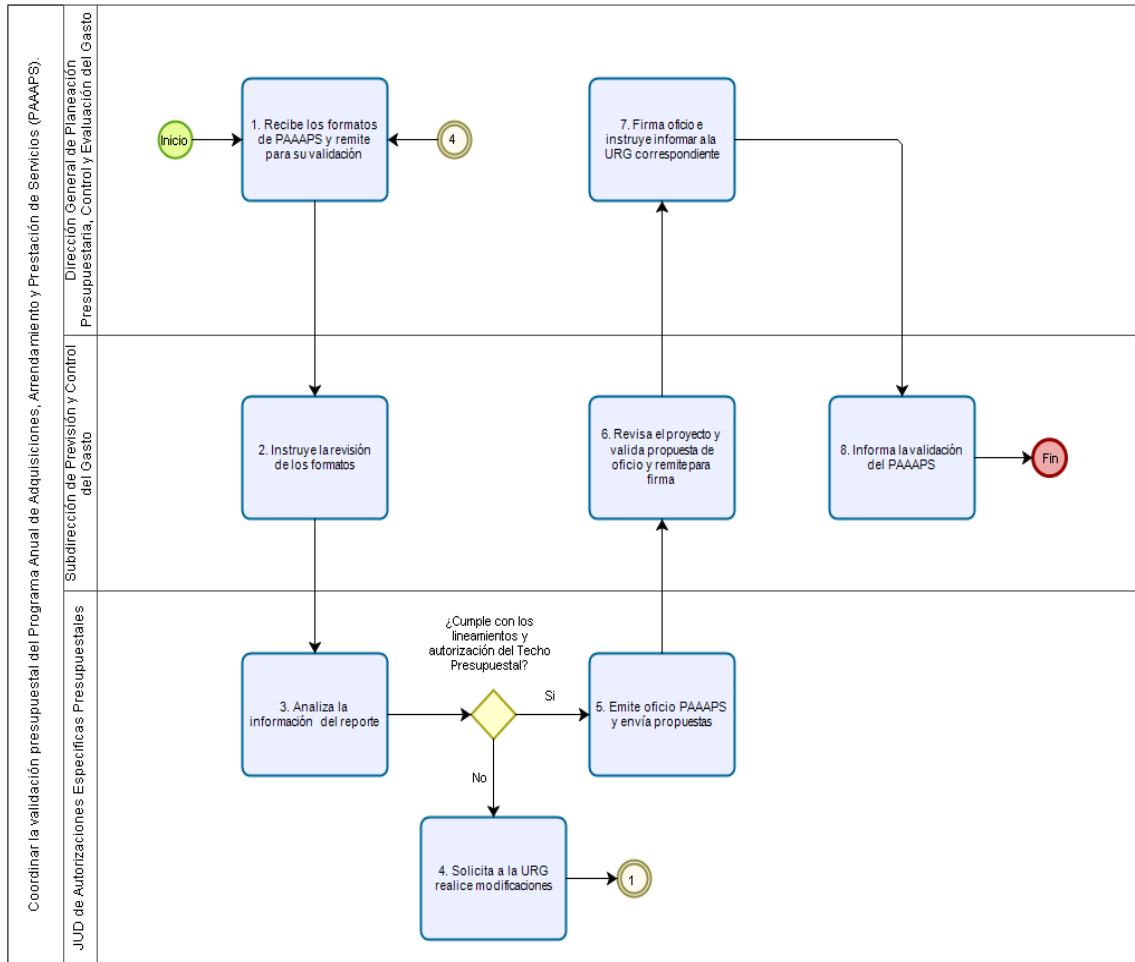 Coordinar la validación presupuestal del Programa Anual de Adquisiciones, Arrendamiento y Prestación de Servicios (PAAAPS).
Dirección General de Planeación
Presupuestaria, Control y Evaluación del Gasto
Inicio
1. Recibe los formatos
de PAAAPS y remite
para su validación
4
7. Firma oficio e
instruye informar a la
URG correspondiente
Subdirección de Previsión y Control
del Gasto
2. Instruye la revisión
de los formatos
6. Revisa el proyecto y
valida propuesta de
oficio y remite para
firma
8. Informa la validación
del PAAAPS
Fin
JUD de Autorizaciones Especificas Presupuestales
3. Analiza la
información del reporte
¿Cumple con los
lineamientos y
autorización del Techo
Presupuestal?
Si
No
5. Emite oficio PAAAPS
y envía propuestas
4. Solicita a la URG
realice modificaciones
1